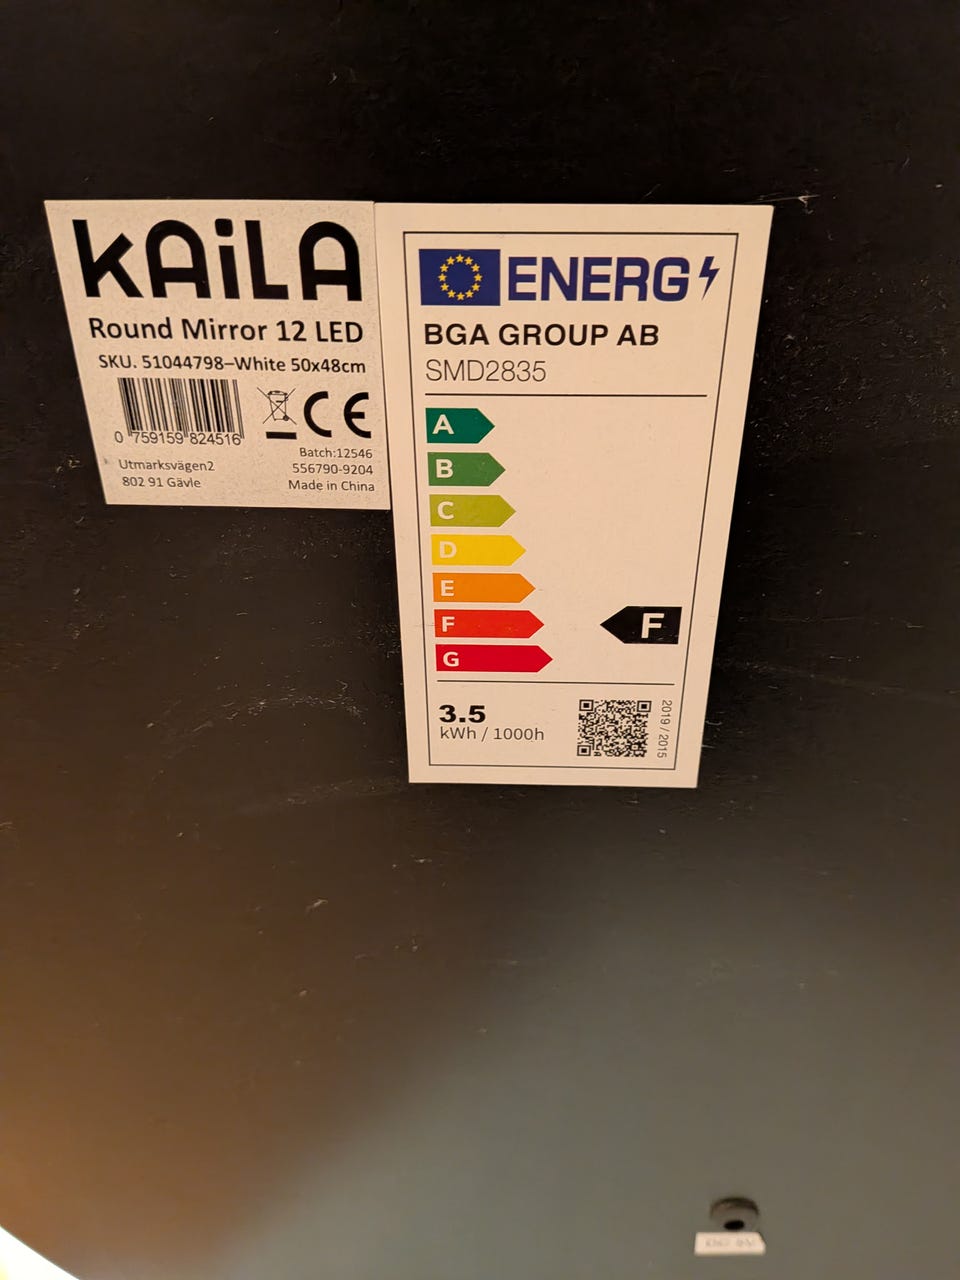 KAiLA
Round Mirror 12 LED
SKU. 51044798–White 50x48cm
0 759159 824516
Batch:12546
Utmarksvägen2
556790-9204
802 91 Gävle
Made in China
ENERG
BGA GROUP AB
SMD2835
A
B
C
D
E
F
F
G
3.5
kWh / 1000h
2019 / 2015